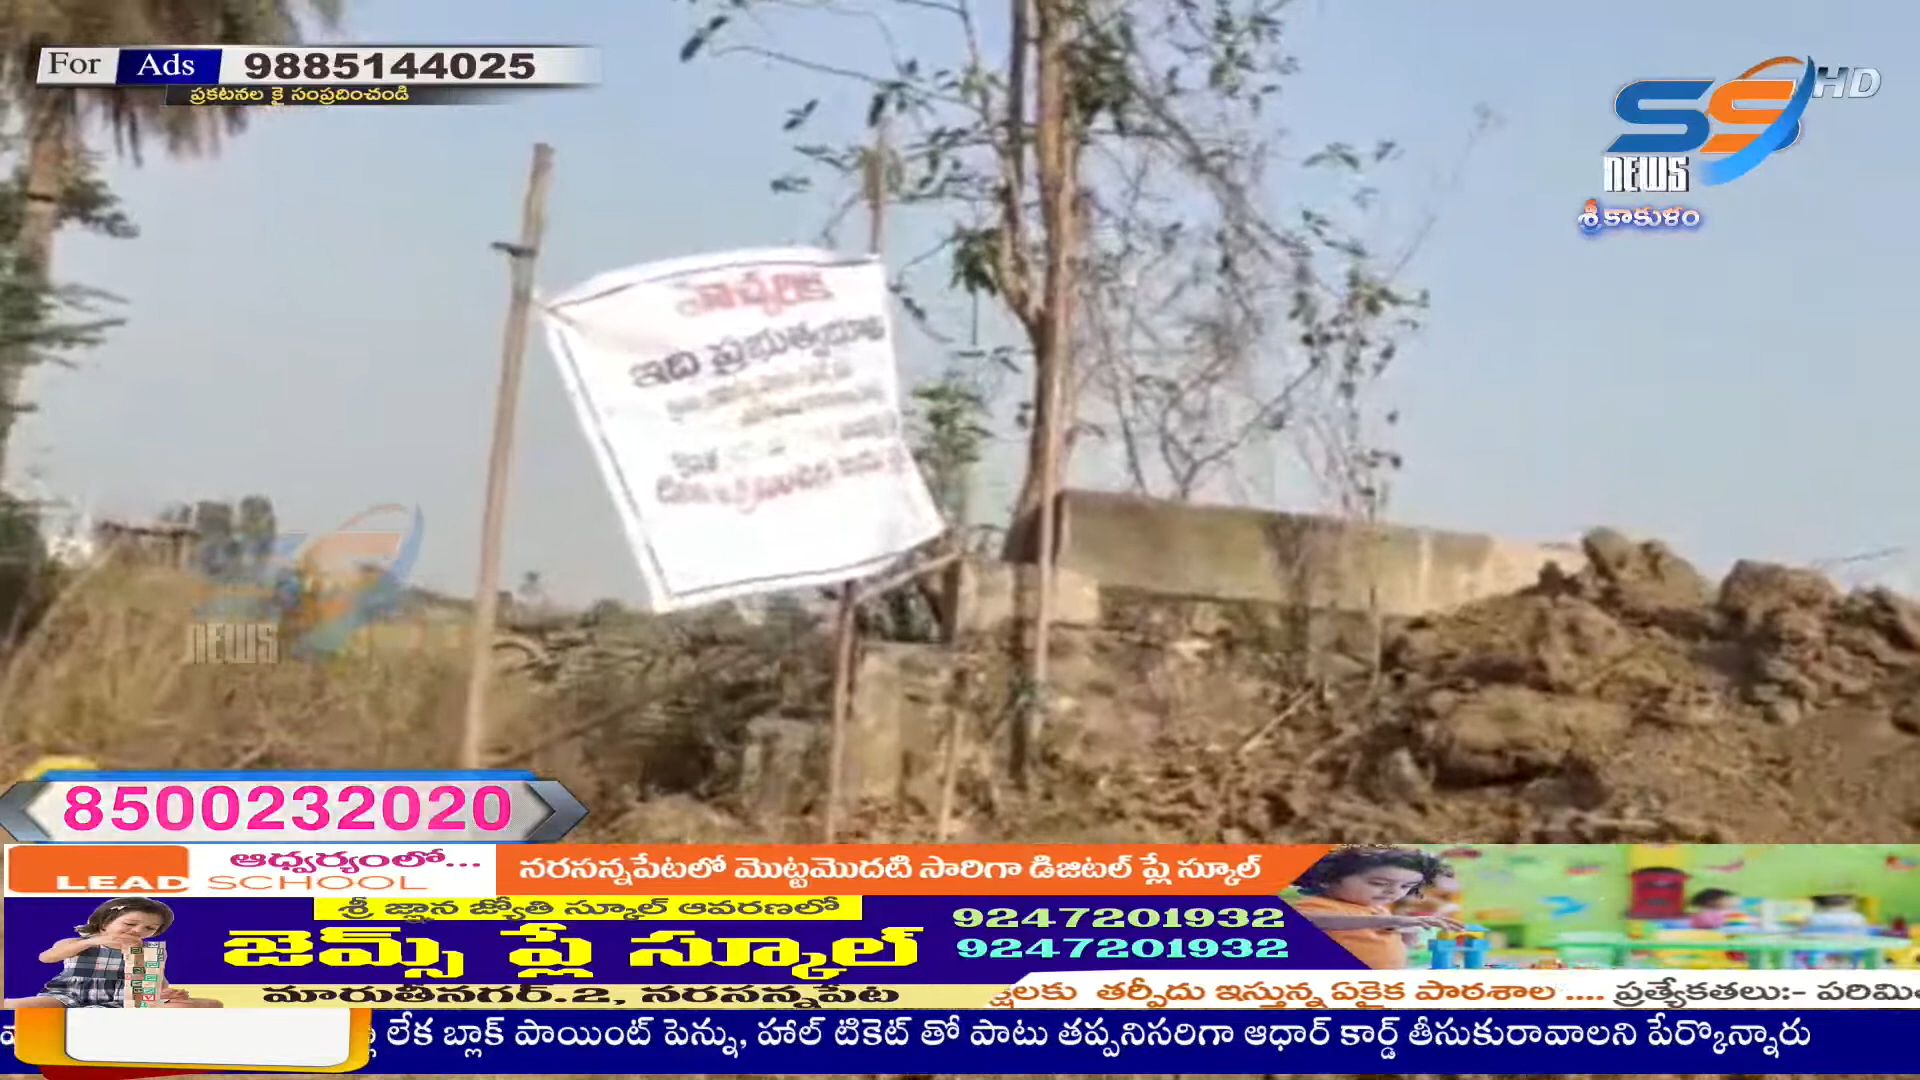 For Ads 9885144025
ప్రకటనల కై సంప్రదించండి
S9 HD
NEWS
శ్రీకాకుళం
హెచ్చరిక
ఇది ప్రభుత్వ
NEWS
8500232020
LEAD SCHOOL
ఆధ్వర్యంలో...
నరసన్నపేటలో మొట్టమొదటి సారిగా డిజిటల్ ప్లే స్కూల్
శ్రీ జ్ఞాన జ్యోతి స్కూల్ ఆవరణలో
జెమ్స్ ప్లే స్కూల్
9247201932
9247201932
మారుతీనగర్.2, నరసన్నపేట
తర్ఫీదు ఇస్తున్న ఏకైక పాఠశాల .... ప్రత్యేకతలు:-
లేక బ్లాక్ పాయింట్ పెన్ను, హాల్ టికెట్ తో పాటు తప్పనిసరిగా ఆధార్ కార్డ్ తీసుకురావాలని పేర్కొన్నారు